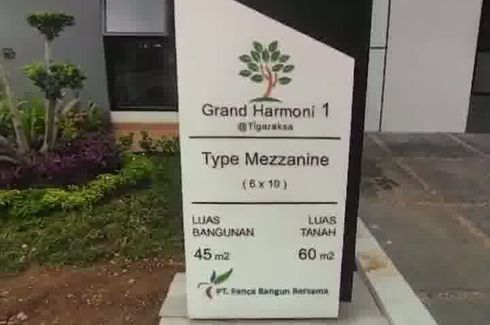 Grand Harmoni 1
@Tigaraksa
Type Mezzanine
( 6 x 10 )
LUAS BANGUNAN
45 m2
LUAS TANAH
60 m2
PT. Panca Bangun Bersama